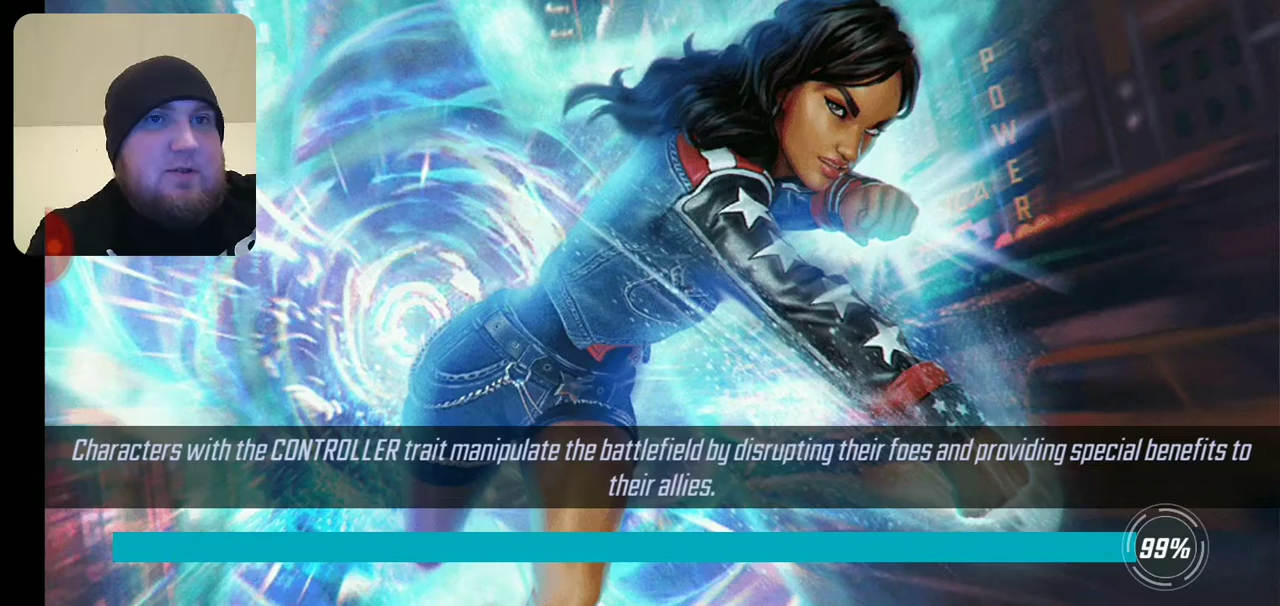 POWER
CA
Characters with the CONTROLLER trait manipulate the battlefield by disrupting their foes and providing special benefits to
their allies.
99%